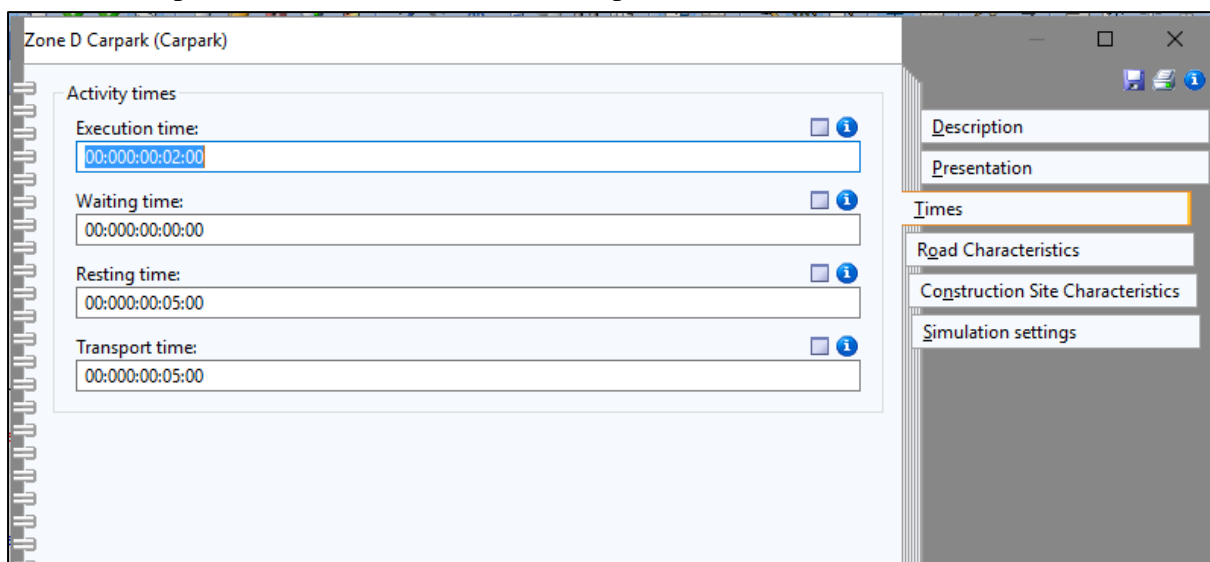 Zone D Carpark (Carpark)
Activity times
Execution time:
00:000:00:02:00
Waiting time:
00:000:00:00:00
Resting time:
00:000:00:05:00
Transport time:
00:000:00:05:00
Description
Presentation
Times
Road Characteristics
Construction Site Characteristics
Simulation settings